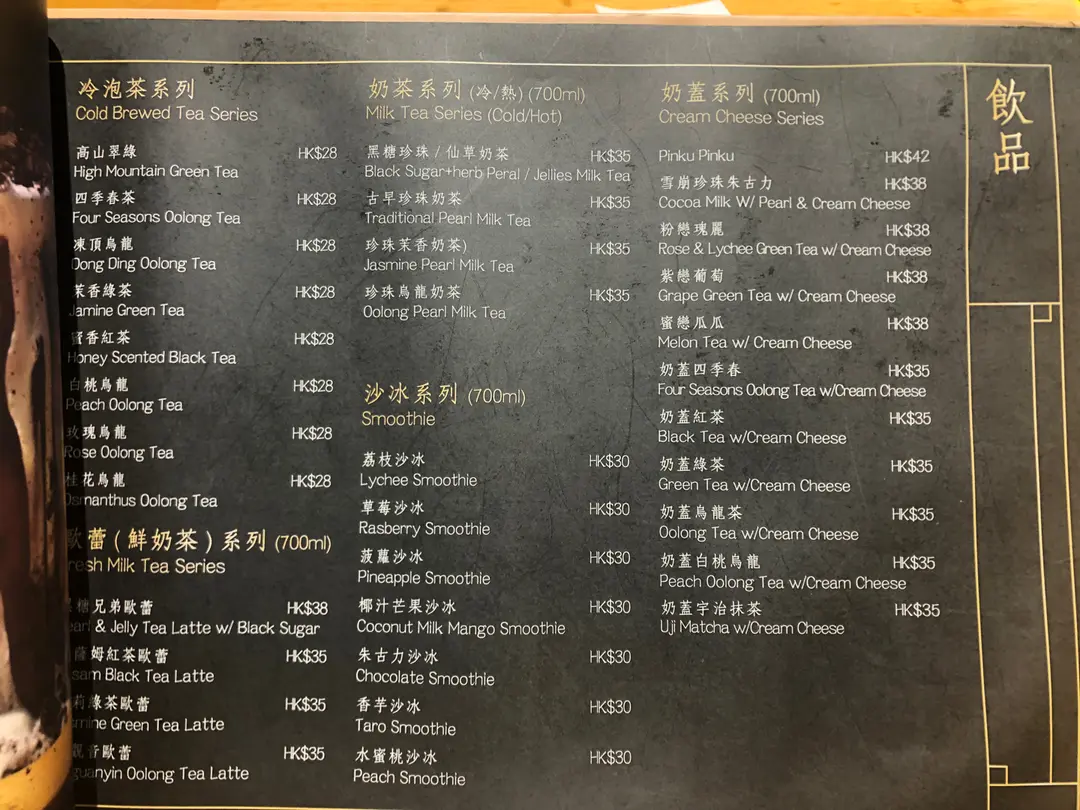 冷泡茶系列
Cold Brewed Tea Series
高山翠綠 HK$28
High Mountain Green Tea
四季春茶 HK$28
Four Seasons Oolong Tea
凍頂烏龍 HK$28
Dong Ding Oolong Tea
茉香綠茶 HK$28
Jamine Green Tea
蜜香紅茶 HK$28
Honey Scented Black Tea
白桃烏龍 HK$28
Peach Oolong Tea
玫瑰烏龍 HK$28
Rose Oolong Tea
桂花烏龍 HK$28
Osmanthus Oolong Tea
歐蕾(鮮奶茶)系列 (700ml)
resh Milk Tea Series
糖兄弟歐蕾 HK$38
earl & Jelly Tea Latte w/ Black Sugar
薩姆紅茶歐蕾 HK$35
sam Black Tea Latte
莉綠茶歐蕾 HK$35
mine Green Tea Latte
觀音歐蕾 HK$35
guanyin Oolong Tea Latte
奶茶系列 (冷/熱) (700ml)
Milk Tea Series (Cold/Hot)
黑糖珍珠 / 仙草奶茶 HK$35
Black Sugar+herb Peral / Jellies Milk Tea
古早珍珠奶茶 HK$35
Traditional Pearl Milk Tea
珍珠茉香奶茶) HK$35
Jasmine Pearl Milk Tea
珍珠烏龍奶茶 HK$35
Oolong Pearl Milk Tea
沙冰系列 (700ml)
Smoothie
荔枝沙冰 HK$30
Lychee Smoothie
草莓沙冰 HK$30
Rasberry Smoothie
菠蘿沙冰 HK$30
Pineapple Smoothie
椰汁芒果沙冰 HK$30
Coconut Milk Mango Smoothie
朱古力沙冰 HK$30
Chocolate Smoothie
香芋沙冰 HK$30
Taro Smoothie
水蜜桃沙冰 HK$30
Peach Smoothie
奶蓋系列 (700ml)
Cream Cheese Series
Pinku Pinku HK$42
雪崩珍珠朱古力 HK$38
Cocoa Milk W/ Pearl & Cream Cheese
粉戀瑰麗 HK$38
Rose & Lychee Green Tea w/ Cream Cheese
紫戀葡萄 HK$38
Grape Green Tea w/ Cream Cheese
蜜戀瓜瓜 HK$38
Melon Tea w/ Cream Cheese
奶蓋四季春 HK$35
Four Seasons Oolong Tea w/Cream Cheese
奶蓋紅茶 HK$35
Black Tea w/Cream Cheese
奶蓋綠茶 HK$35
Green Tea w/Cream Cheese
奶蓋烏龍茶 HK$35
Oolong Tea w/Cream Cheese
奶蓋白桃烏龍 HK$35
Peach Oolong Tea w/Cream Cheese
奶蓋宇治抹茶 HK$35
Uji Matcha w/Cream Cheese
飲品